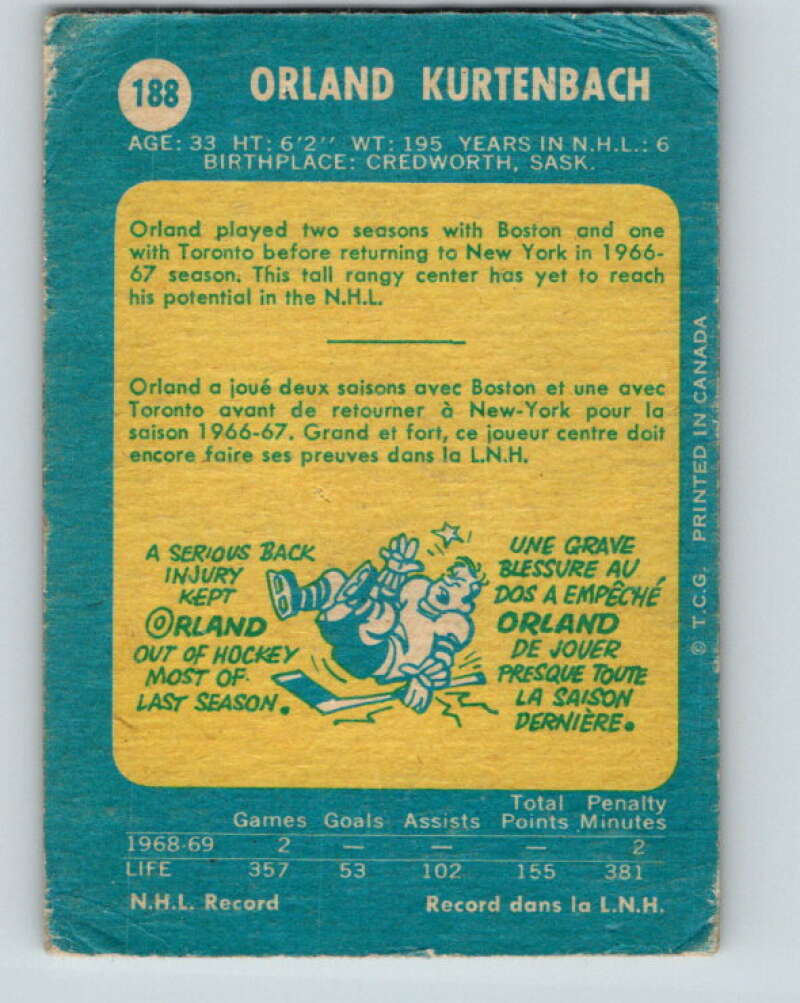 188 ORLAND KURTENBACH
AGE: 33 HT: 6'2'' WT: 195 YEARS IN N.H.L.: 6
BIRTHPLACE: CREDWORTH, SASK.
Orland played two seasons with Boston and one
with Toronto before returning to New York in 1966-
67 season. This tall rangy center has yet to reach
his potential in the N.H.L.
Orland a joué deux saisons avec Boston et une avec
Toronto avant de retourner à New-York pour la
saison 1966-67. Grand et fort, ce joueur centre doit
encore faire ses preuves dans la L.N.H.
A SERIOUS BACK
INJURY
KEPT
ORLAND
OUT OF HOCKEY
MOST OF
LAST SEASON.
UNE GRAVE
BLESSURE AU
DOS A EMPÊCHÉ
ORLAND
DE JOUER
PRESQUE TOUTE
LA SAISON
DERNIÈRE.
© T.C.G. PRINTED IN CANADA
Games Goals Assists Total Points Penalty Minutes
1968-69 2 — — — 2
LIFE 357 53 102 155 381
N.H.L. Record Record dans la L.N.H.